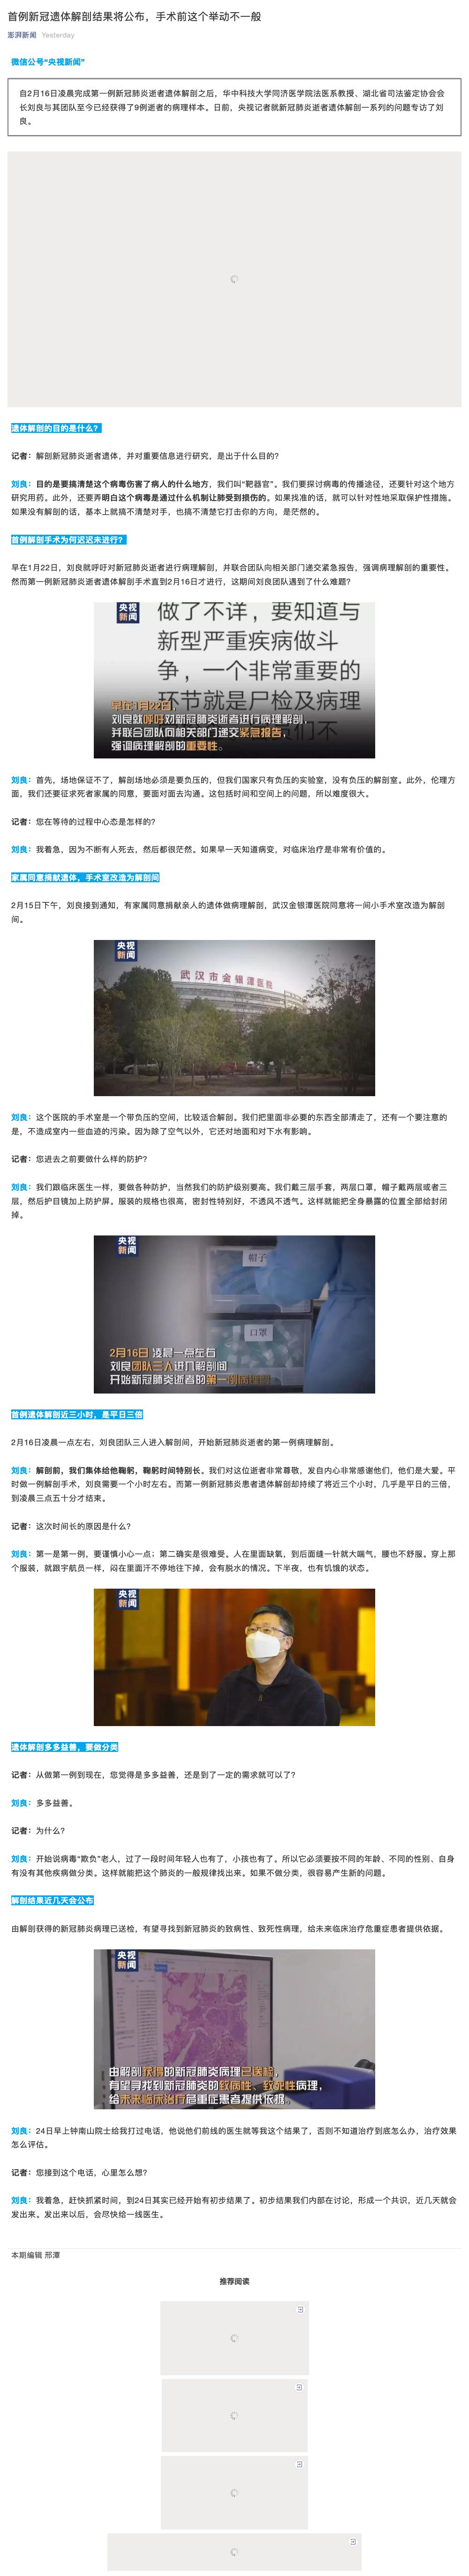 首例新冠遗体解剖结果将公布，手术前这个举动不一般
澎湃新闻 Yesterday
微信公号“央视新闻”
自2月16日凌晨完成第一例新冠肺炎逝者遗体解剖之后，华中科技大学同济医学院法医系教授、湖北省司法鉴定协会会
长刘良与其团队至今已经获得了9例逝者的病理样本。日前，央视记者就新冠肺炎逝者遗体解剖一系列的问题专访了刘
良。
遗体解剖的目的是什么？
记者：解剖新冠肺炎逝者遗体，并对重要信息进行研究，是出于什么目的？
刘良：目的是要搞清楚这个病毒伤害了病人的什么地方，我们叫“靶器官”。我们要探讨病毒的传播途径，还要针对这个地方
研究用药。此外，还要弄明白这个病毒是通过什么机制让肺受到损伤的。如果找准的话，就可以针对性地采取保护性措施。
如果没有解剖的话，基本上就搞不清楚对手，也搞不清楚它打击你的方向，是茫然的。
首例解剖手术为何迟迟未进行？
早在1月22日，刘良就呼吁对新冠肺炎逝者进行病理解剖，并联合团队向相关部门递交紧急报告，强调病理解剖的重要性。
然而第一例新冠肺炎逝者遗体解剖手术直到2月16日才进行，这期间刘良团队遇到了什么难题？
央视
新闻
做了不详，要知道与
新型严重疾病做斗
争，一个非常重要的
环节就是尸检及病理
早在1月22日，
刘良就呼吁对新冠肺炎逝者进行病理解剖，
并联合团队向相关部门递交紧急报告，
强调病理解剖的重要性。
刘良：首先，场地保证不了，解剖场地必须是要负压的，但我们国家只有负压的实验室，没有负压的解剖室。此外，伦理方
面，我们还要征求死者家属的同意，要面对面去沟通。这包括时间和空间上的问题，所以难度很大。
记者：您在等待的过程中心态是怎样的？
刘良：我着急，因为不断有人死去，然后都很茫然。如果早一天知道病变，对临床治疗是非常有价值的。
家属同意捐献遗体，手术室改造为解剖间
2月15日下午，刘良接到通知，有家属同意捐献亲人的遗体做病理解剖，武汉金银潭医院同意将一间小手术室改造为解剖
间。
央视
新闻
武汉市金银潭医院
刘良：这个医院的手术室是一个带负压的空间，比较适合解剖。我们把里面非必要的东西全部清走了，还有一个要注意的
是，不造成室内一些血迹的污染。因为除了空气以外，它还对地面和对下水有影响。
记者：您进去之前要做什么样的防护？
刘良：我们跟临床医生一样，要做各种防护，当然我们的防护级别要高。我们戴三层手套，两层口罩，帽子戴两层或者三
层，然后护目镜加上防护屏。服装的规格也很高，密封性特别好，不透风不透气。这样就能把全身暴露的位置全部给封闭
掉。
央视
新闻
帽子
口罩
2月16日 凌晨一点左右
刘良团队三人进入解剖间
开始新冠肺炎逝者的第一例病理解剖
首例遗体解剖近三小时，是平日三倍
2月16日凌晨一点左右，刘良团队三人进入解剖间，开始新冠肺炎逝者的第一例病理解剖。
刘良：解剖前，我们集体给他鞠躬，鞠躬时间特别长。我们对这位逝者非常尊敬，发自内心非常感谢他们，他们是大爱。平
时做一例解剖手术，刘良需要一个小时左右。而第一例新冠肺炎患者遗体解剖却持续了将近三个小时，几乎是平日的三倍，
到凌晨三点五十分才结束。
记者：这次时间长的原因是什么？
刘良：第一是第一例，要谨慎小心一点；第二确实是很难受。人在里面缺氧，到后面缝一针就大喘气，腰也不舒服。穿上那
个服装，就跟宇航员一样，闷在里面汗不停地往下掉，会有脱水的情况。下半夜，也有饥饿的状态。
央视
新闻
遗体解剖多多益善，要做分类
记者：从做第一例到现在，您觉得是多多益善，还是到了一定的需求就可以了？
刘良：多多益善。
记者：为什么？
刘良：开始说病毒“欺负”老人，过了一段时间年轻人也有了，小孩也有了。所以它必须要按不同的年龄、不同的性别、自身
有没有其他疾病做分类。这样就能把这个肺炎的一般规律找出来。如果不做分类，很容易产生新的问题。
解剖结果近几天会公布
由解剖获得的新冠肺炎病理已送检，有望寻找到新冠肺炎的致病性、致死性病理，给未来临床治疗危重症患者提供依据。
央视
新闻
由解剖获得的新冠肺炎病理已送检，
有望寻找到新冠肺炎的致病性、致死性病理，
给未来临床治疗危重症患者提供依据。
刘良：24日早上钟南山院士给我打过电话，他说他们前线的医生就等我这个结果了，否则不知道治疗到底怎么办，治疗效果
怎么评估。
记者：您接到这个电话，心里怎么想？
刘良：我着急，赶快抓紧时间，到24日其实已经开始有初步结果了。初步结果我们内部在讨论，形成一个共识，近几天就会
发出来。发出来以后，会尽快给一线医生。
本期编辑 邢潭
推荐阅读